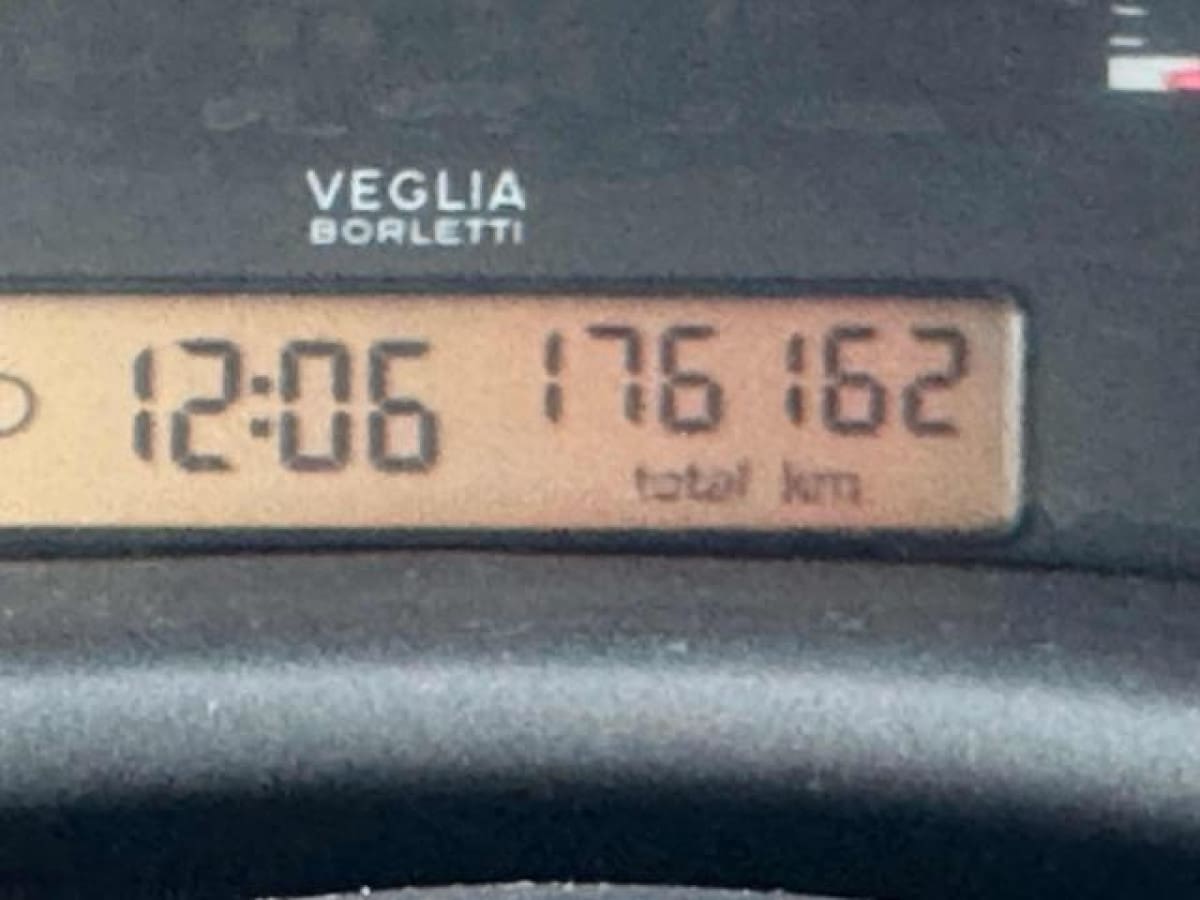 VEGLIA
BORLETTI
12:06 176162
total km